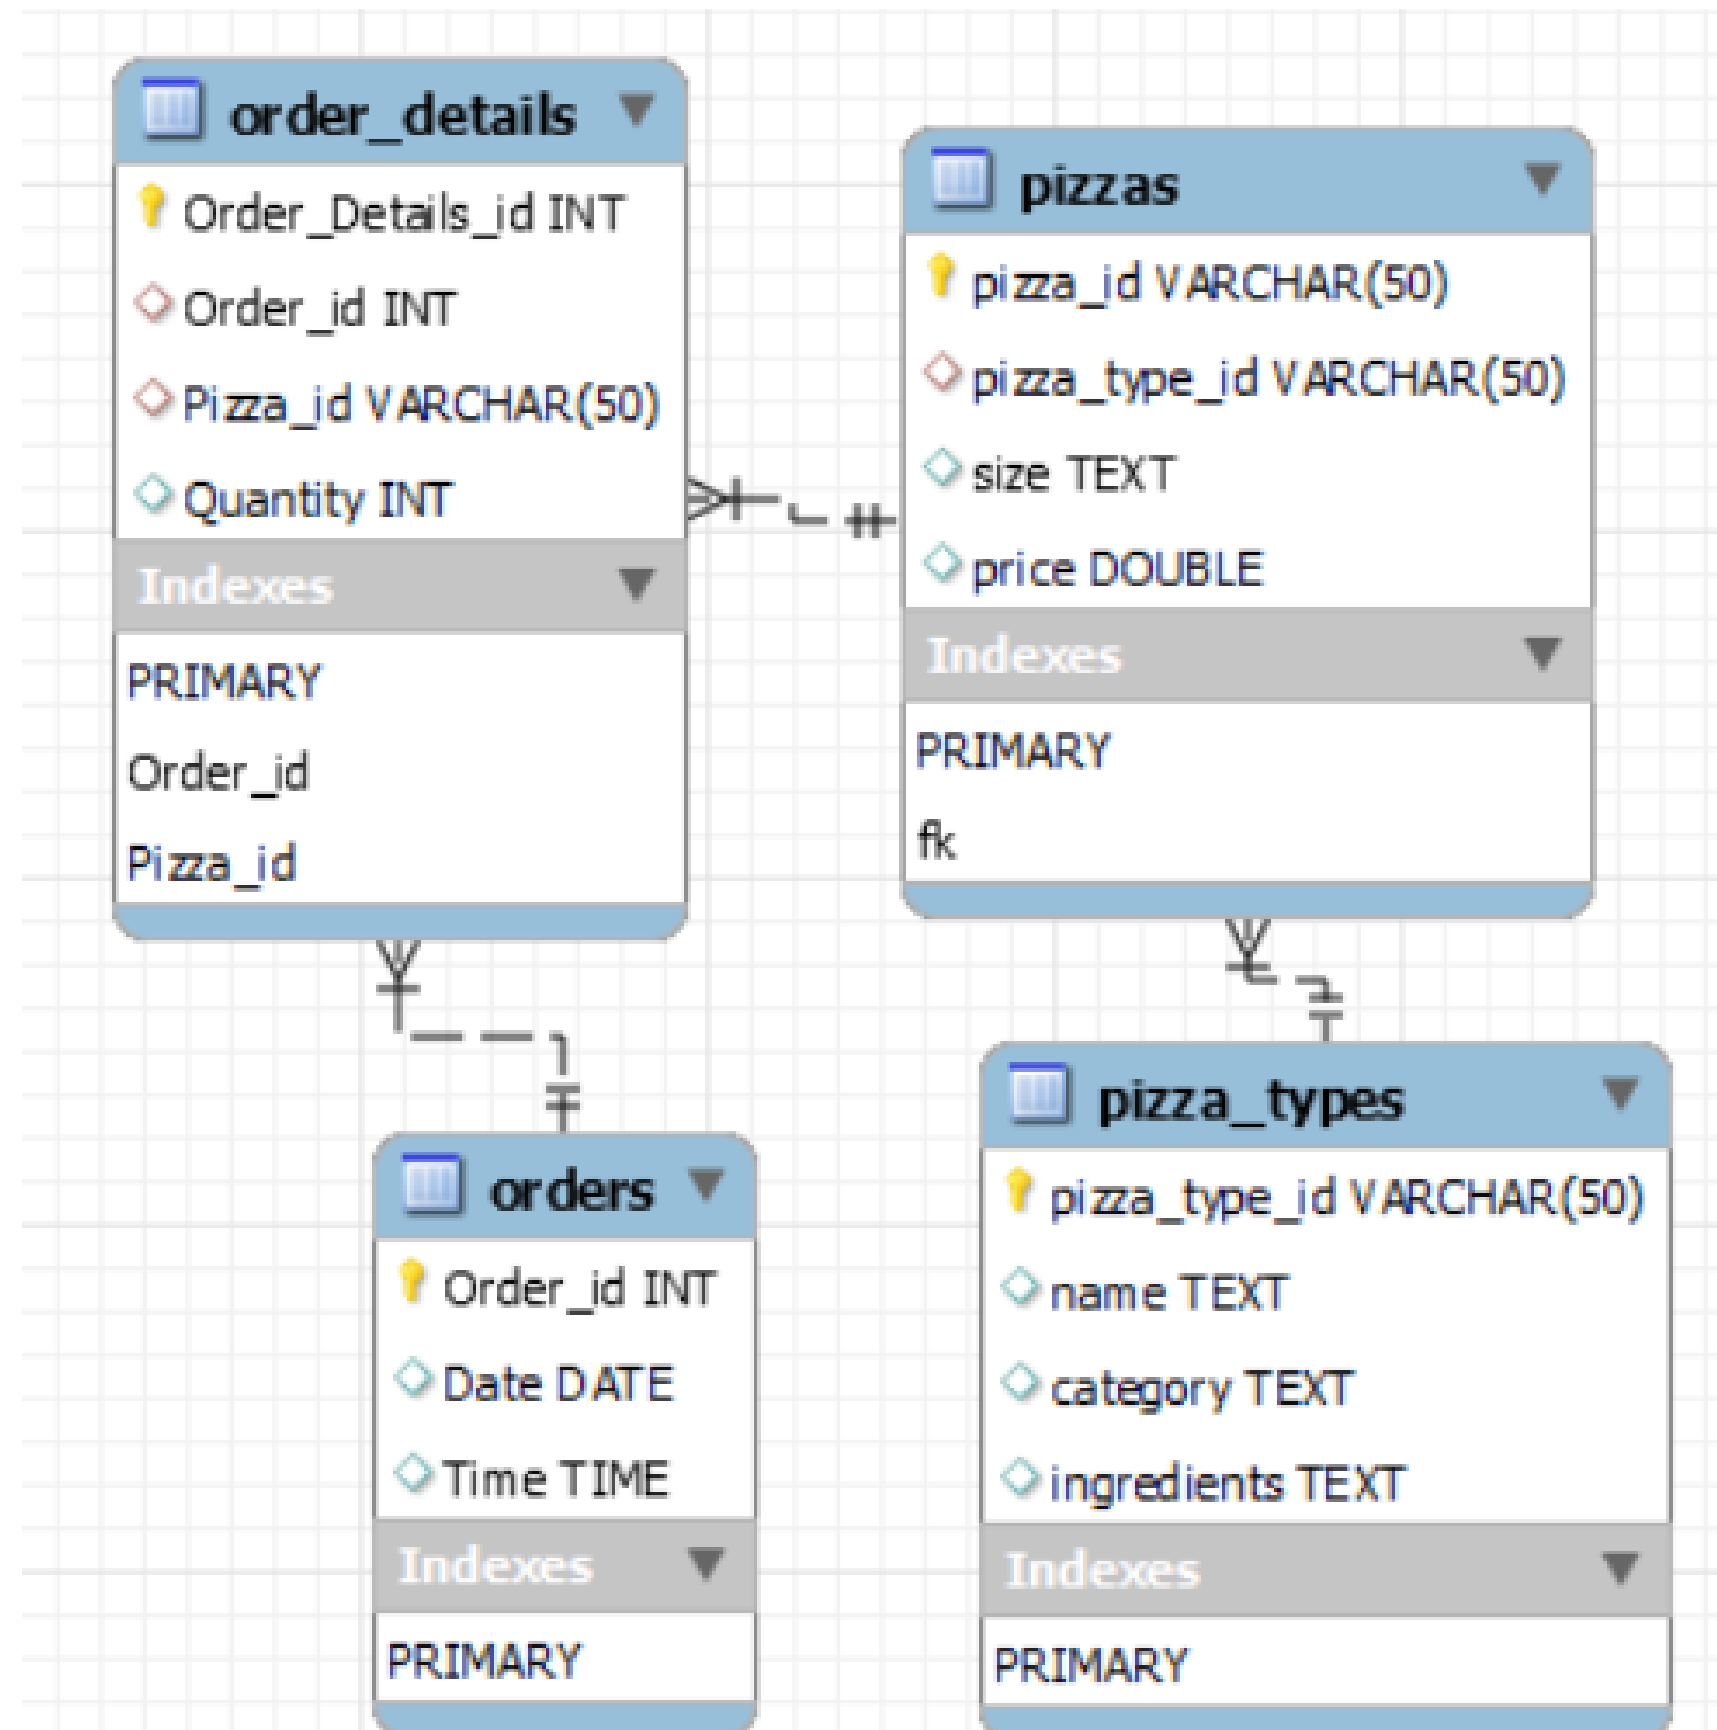 order_details
Order_Details_id INT
Order_id INT
Pizza_id VARCHAR(50)
Quantity INT
Indexes
PRIMARY
Order_id
Pizza_id
pizzas
pizza_id VARCHAR(50)
pizza_type_id VARCHAR(50)
size TEXT
price DOUBLE
Indexes
PRIMARY
fk
orders
Order_id INT
Date DATE
Time TIME
Indexes
PRIMARY
pizza_types
pizza_type_id VARCHAR(50)
name TEXT
category TEXT
ingredients TEXT
Indexes
PRIMARY